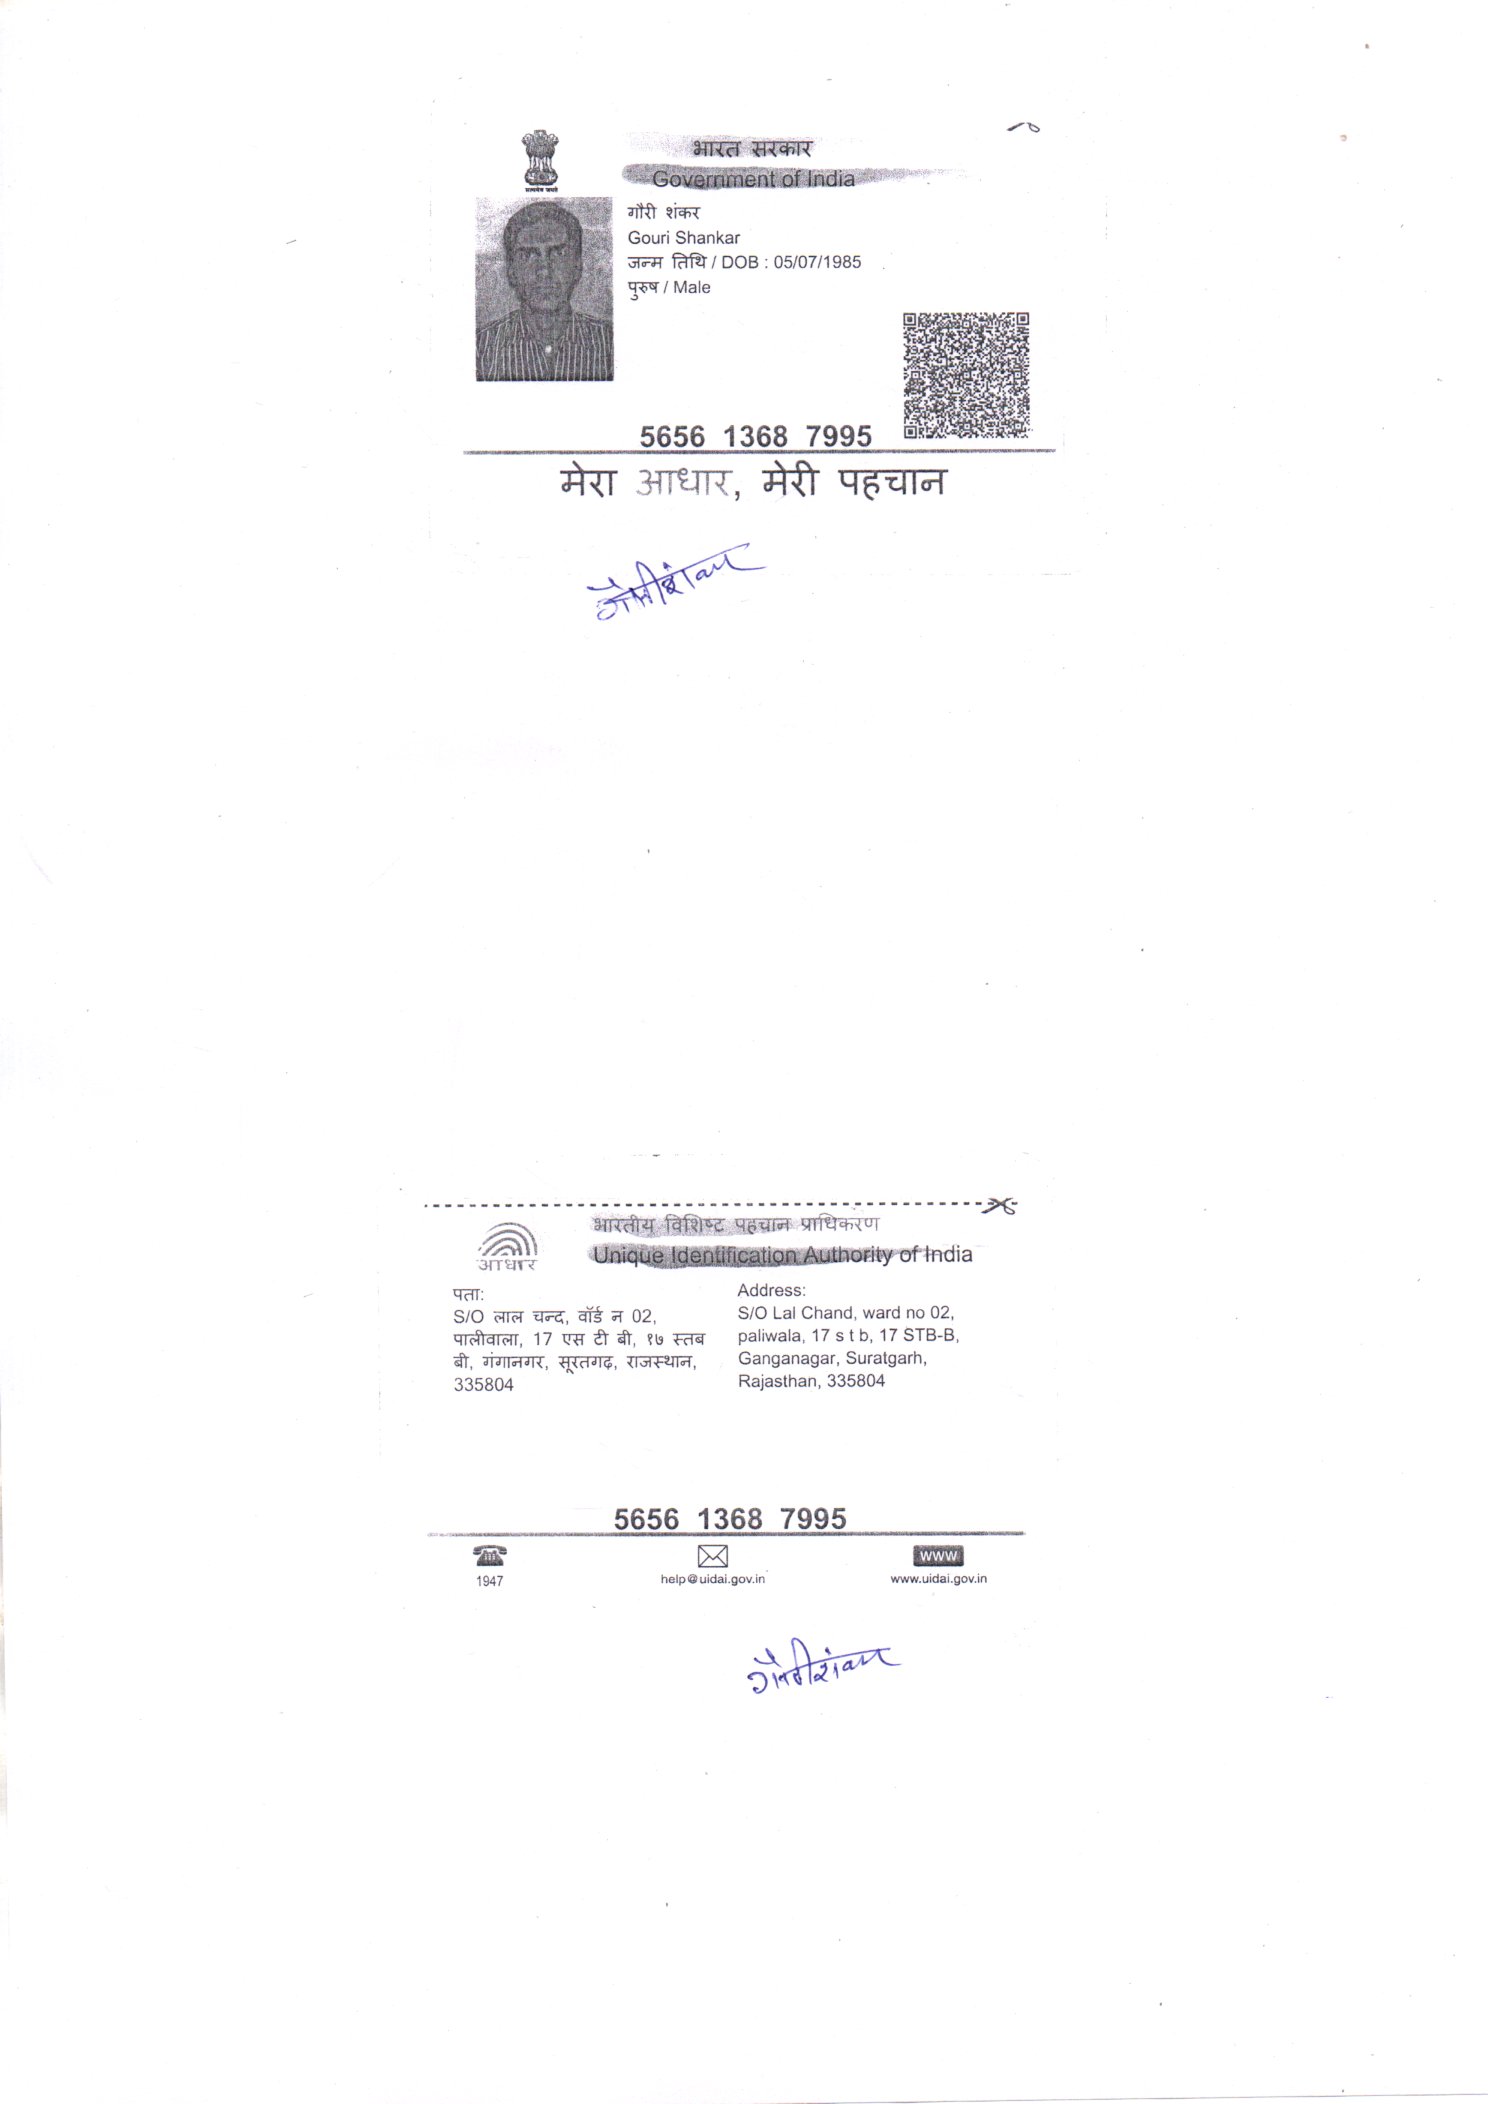 सत्यमेव जयते
भारत सरकार
Government of India
गौरी शंकर
Gouri Shankar
जन्म तिथि / DOB : 05/07/1985
पुरुष / Male
5656 1368 7995
मेरा आधार, मेरी पहचान
गौरीशंकर
भारतीय विशिष्ट पहचान प्राधिकरण
Unique Identification Authority of India
आधार
पता:
S/O लाल चन्द, वॉर्ड न 02,
पालीवाला, 17 एस टी बी, १७ स्तब
बी, गंगानगर, सूरतगढ़, राजस्थान,
335804
Address:
S/O Lal Chand, ward no 02,
paliwala, 17 s t b, 17 STB-B,
Ganganagar, Suratgarh,
Rajasthan, 335804
5656 1368 7995
1947
help@uidai.gov.in
WWW
www.uidai.gov.in
गौरीशंकर